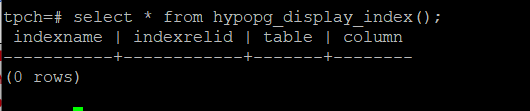 tpch=# select * from hypopg_display_index();
 indexname | indexrelid | table | column
-----------+------------+-------+--------
(0 rows)